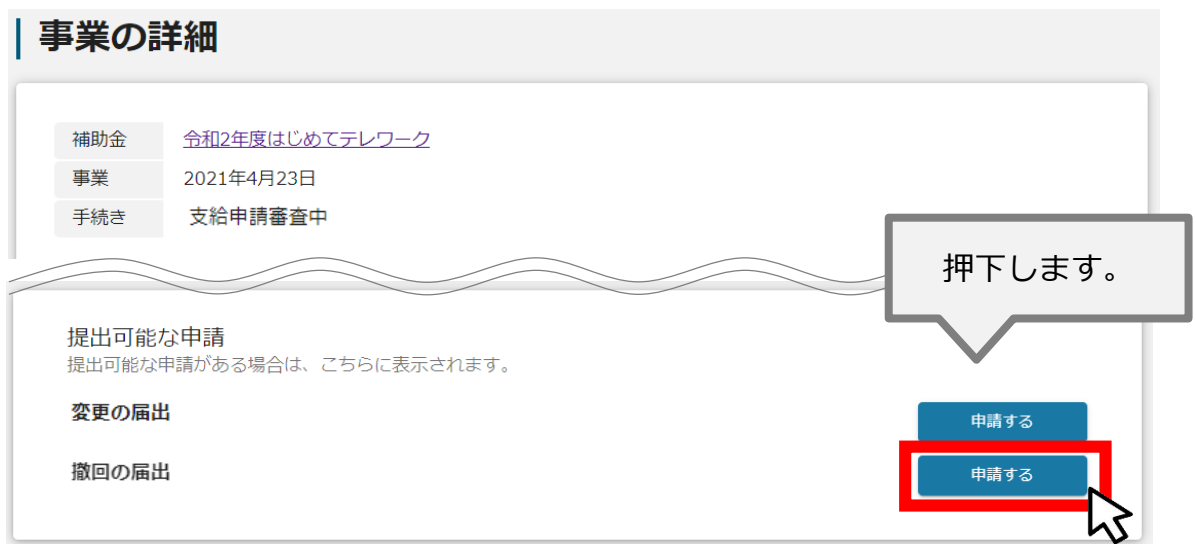 事業の詳細
補助金 令和2年度はじめてテレワーク
事業 2021年4月23日
手続き 支給申請審査中
押下します。
提出可能な申請
提出可能な申請がある場合は、こちらに表示されます。
変更の届出 申請する
撤回の届出 申請する